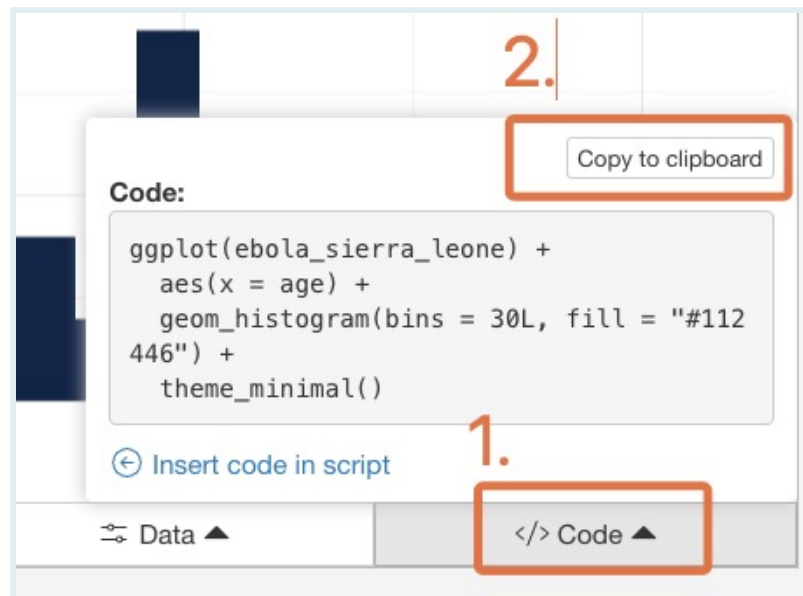 2.
Copy to clipboard
Code:
ggplot(ebola_sierra_leone) +
  aes(x = age) +
  geom_histogram(bins = 30L, fill = "#112
446") +
  theme_minimal()
1.
Insert code in script
Data ▲
</> Code ▲